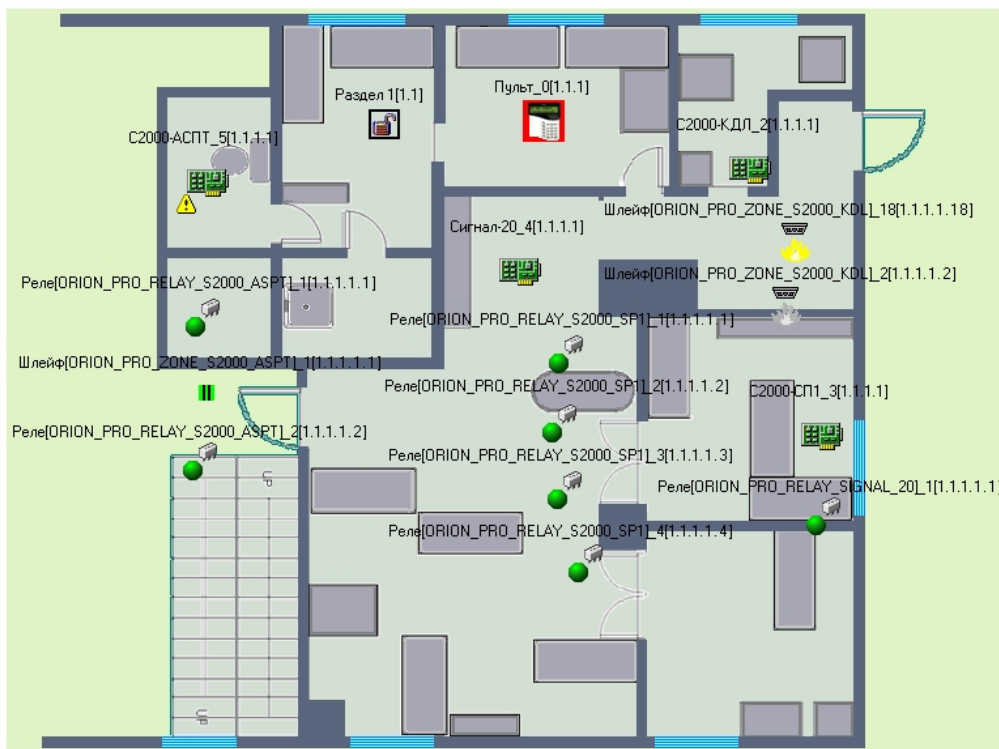 Раздел 1[1.1]
Пульт_0[1.1.1]
С2000-КДЛ_2[1.1.1.1]
С2000-АСПТ_5[1.1.1.1]
Шлейф[ORION_PRO_ZONE_S2000_KDL]_18[1.1.1.1.18]
Сигнал-20_4[1.1.1.1]
Шлейф[ORION_PRO_ZONE_S2000_KDL]_2[1.1.1.1.2]
Реле[ORION_PRO_RELAY_S2000_ASPT]_1[1.1.1.1.1]
Реле[ORION_PRO_RELAY_S2000_SP1]_1[1.1.1.1.1]
Шлейф[ORION_PRO_ZONE_S2000_ASPT]_1[1.1.1.1.1]
Реле[ORION_PRO_RELAY_S2000_SP1]_2[1.1.1.1.2]
С2000-СП1_3[1.1.1.1]
Реле[ORION_PRO_RELAY_S2000_ASPT]_2[1.1.1.1.2]
Реле[ORION_PRO_RELAY_S2000_SP1]_3[1.1.1.1.3]
UP
Реле[ORION_PRO_RELAY_SIGNAL_20]_1[1.1.1.1.1]
Реле[ORION_PRO_RELAY_S2000_SP1]_4[1.1.1.1.4]
UP